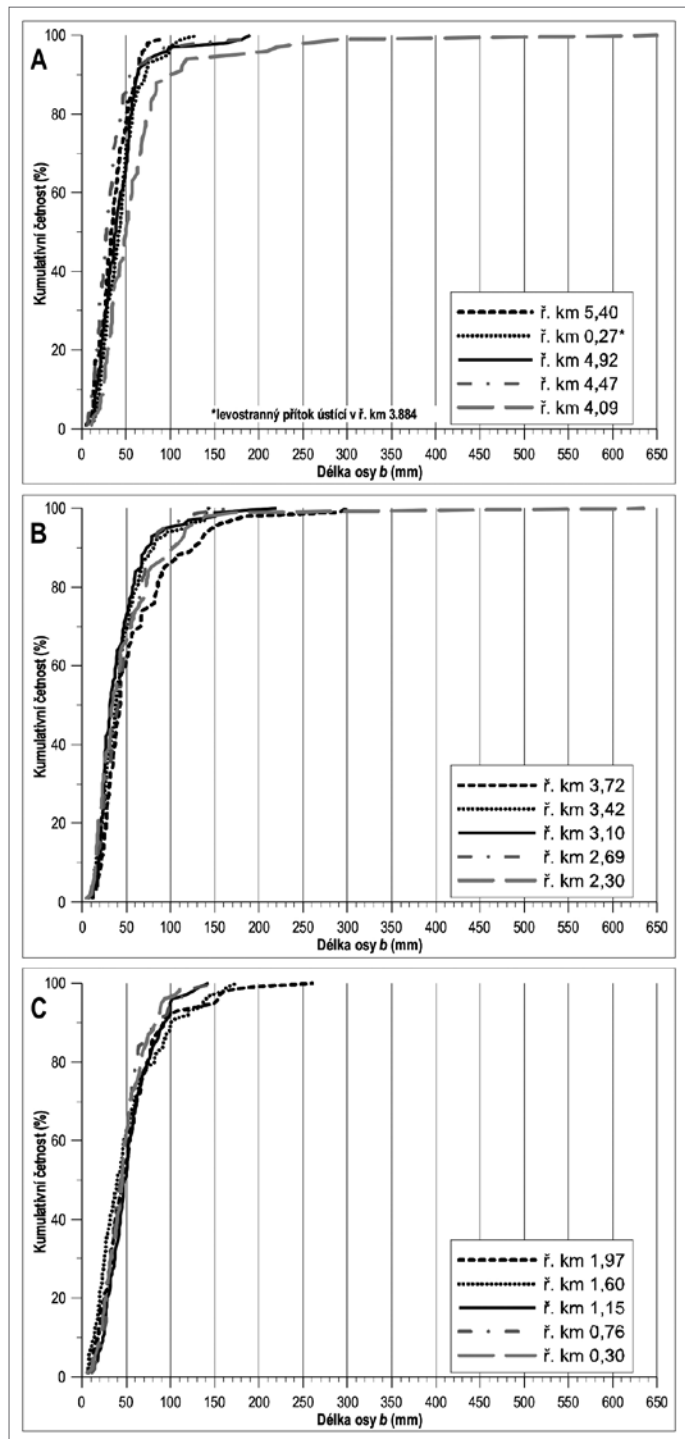 A
Kumulativní četnost (%)
100
80
60
40
20
0
ř. km 5,40
ř. km 0,27*
ř. km 4,92
ř. km 4,47
ř. km 4,09
*levostranný přítok ústící v ř. km 3.884
0 50 100 150 200 250 300 350 400 450 500 550 600 650
Délka osy b (mm)
B
Kumulativní četnost (%)
100
80
60
40
20
0
ř. km 3,72
ř. km 3,42
ř. km 3,10
ř. km 2,69
ř. km 2,30
0 50 100 150 200 250 300 350 400 450 500 550 600 650
Délka osy b (mm)
C
Kumulativní četnost (%)
100
80
60
40
20
0
ř. km 1,97
ř. km 1,60
ř. km 1,15
ř. km 0,76
ř. km 0,30
0 50 100 150 200 250 300 350 400 450 500 550 600 650
Délka osy b (mm)